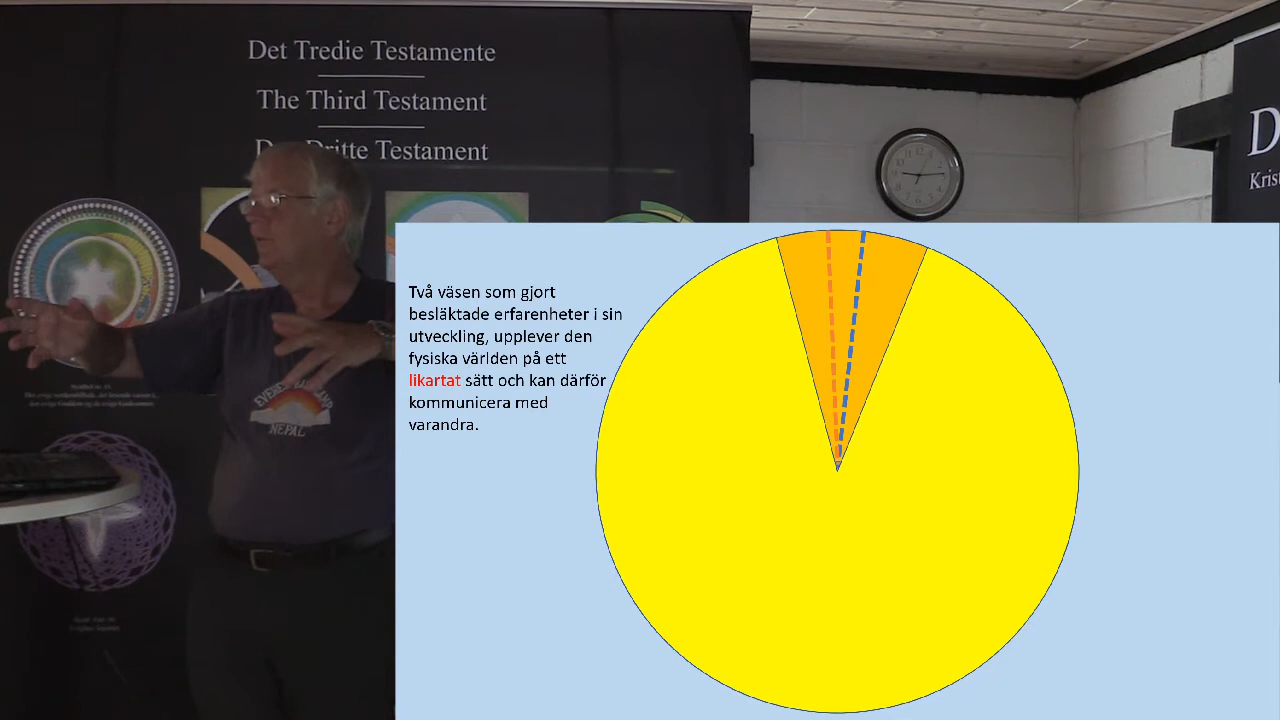 Det Tredie Testamente
The Third Testament
Dritte Testament
Krist
Två väsen som gjort
besläktade erfarenheter i sin
utveckling, upplever den
fysiska världen på ett
likartat sätt och kan därför
kommunicera med
varandra.
NEPAL